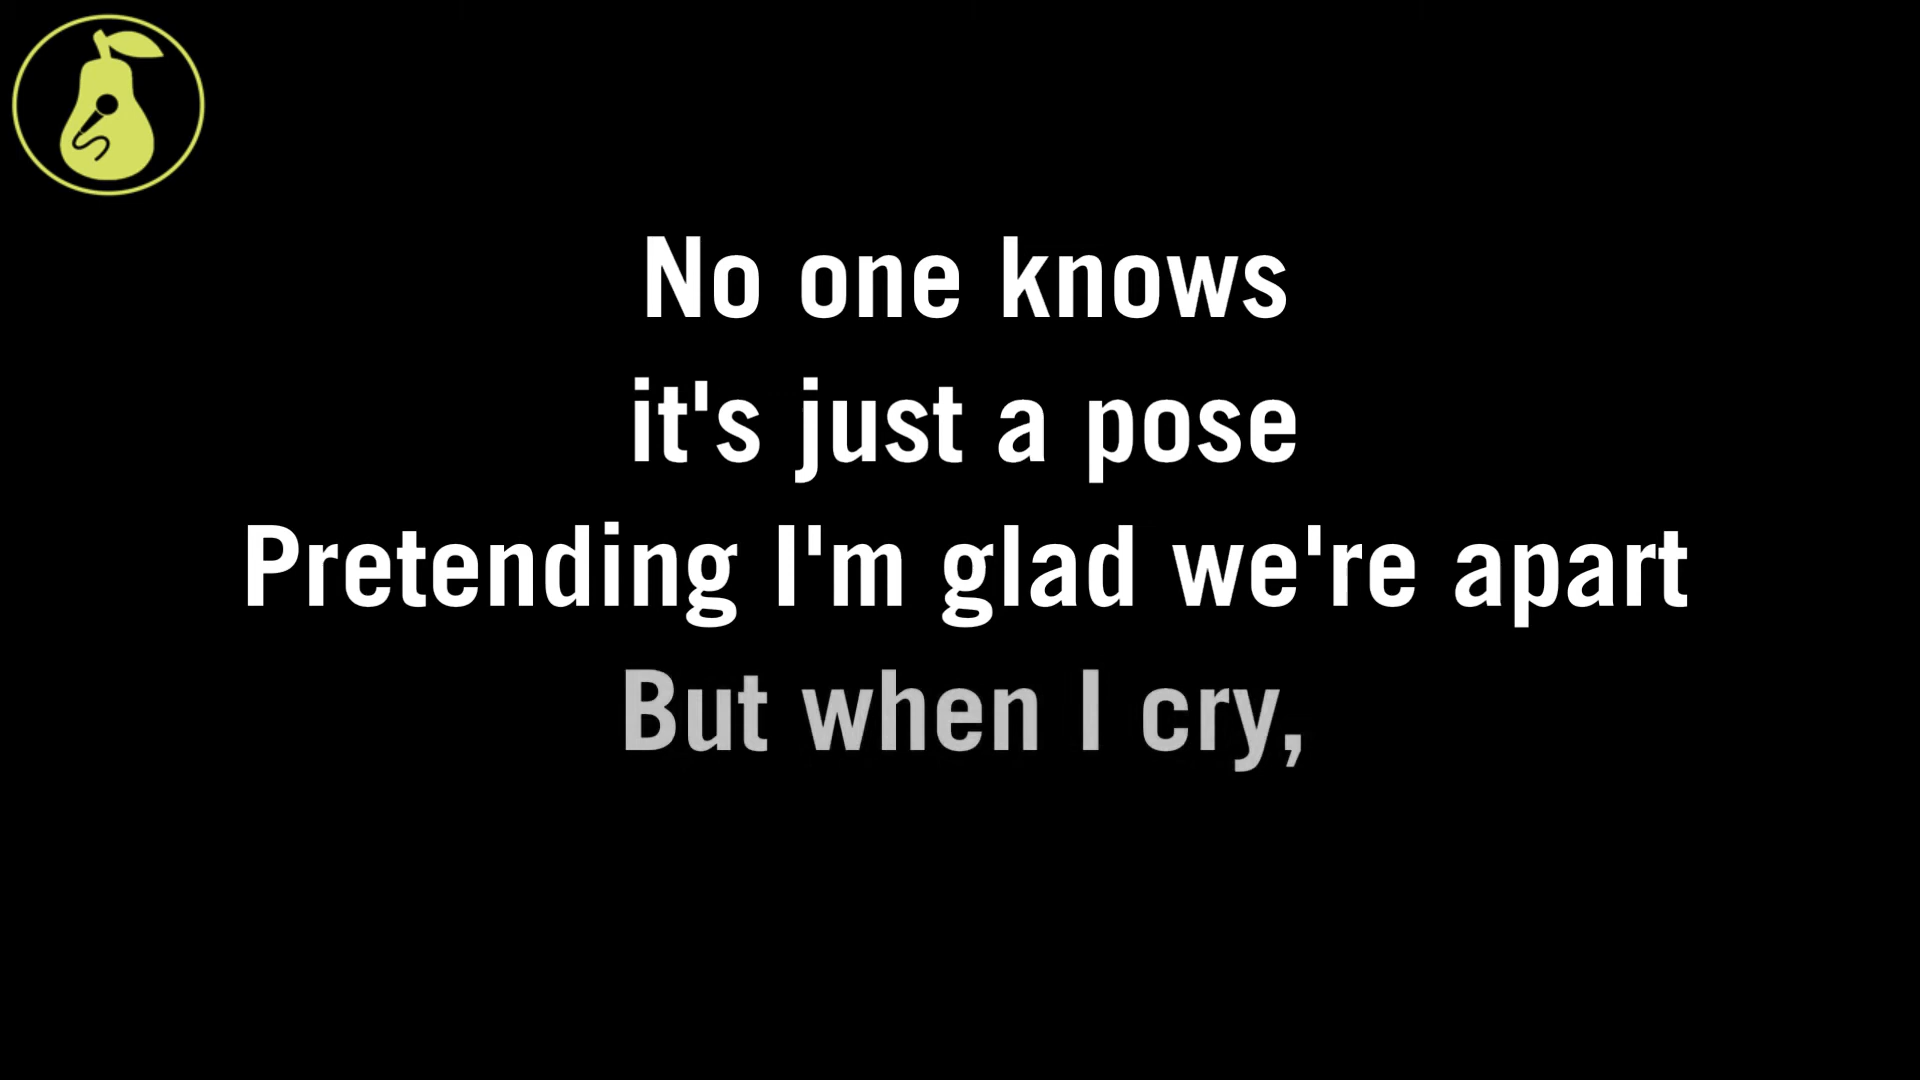 No one knows
it's just a pose
Pretending I'm glad we're apart
But when I cry,